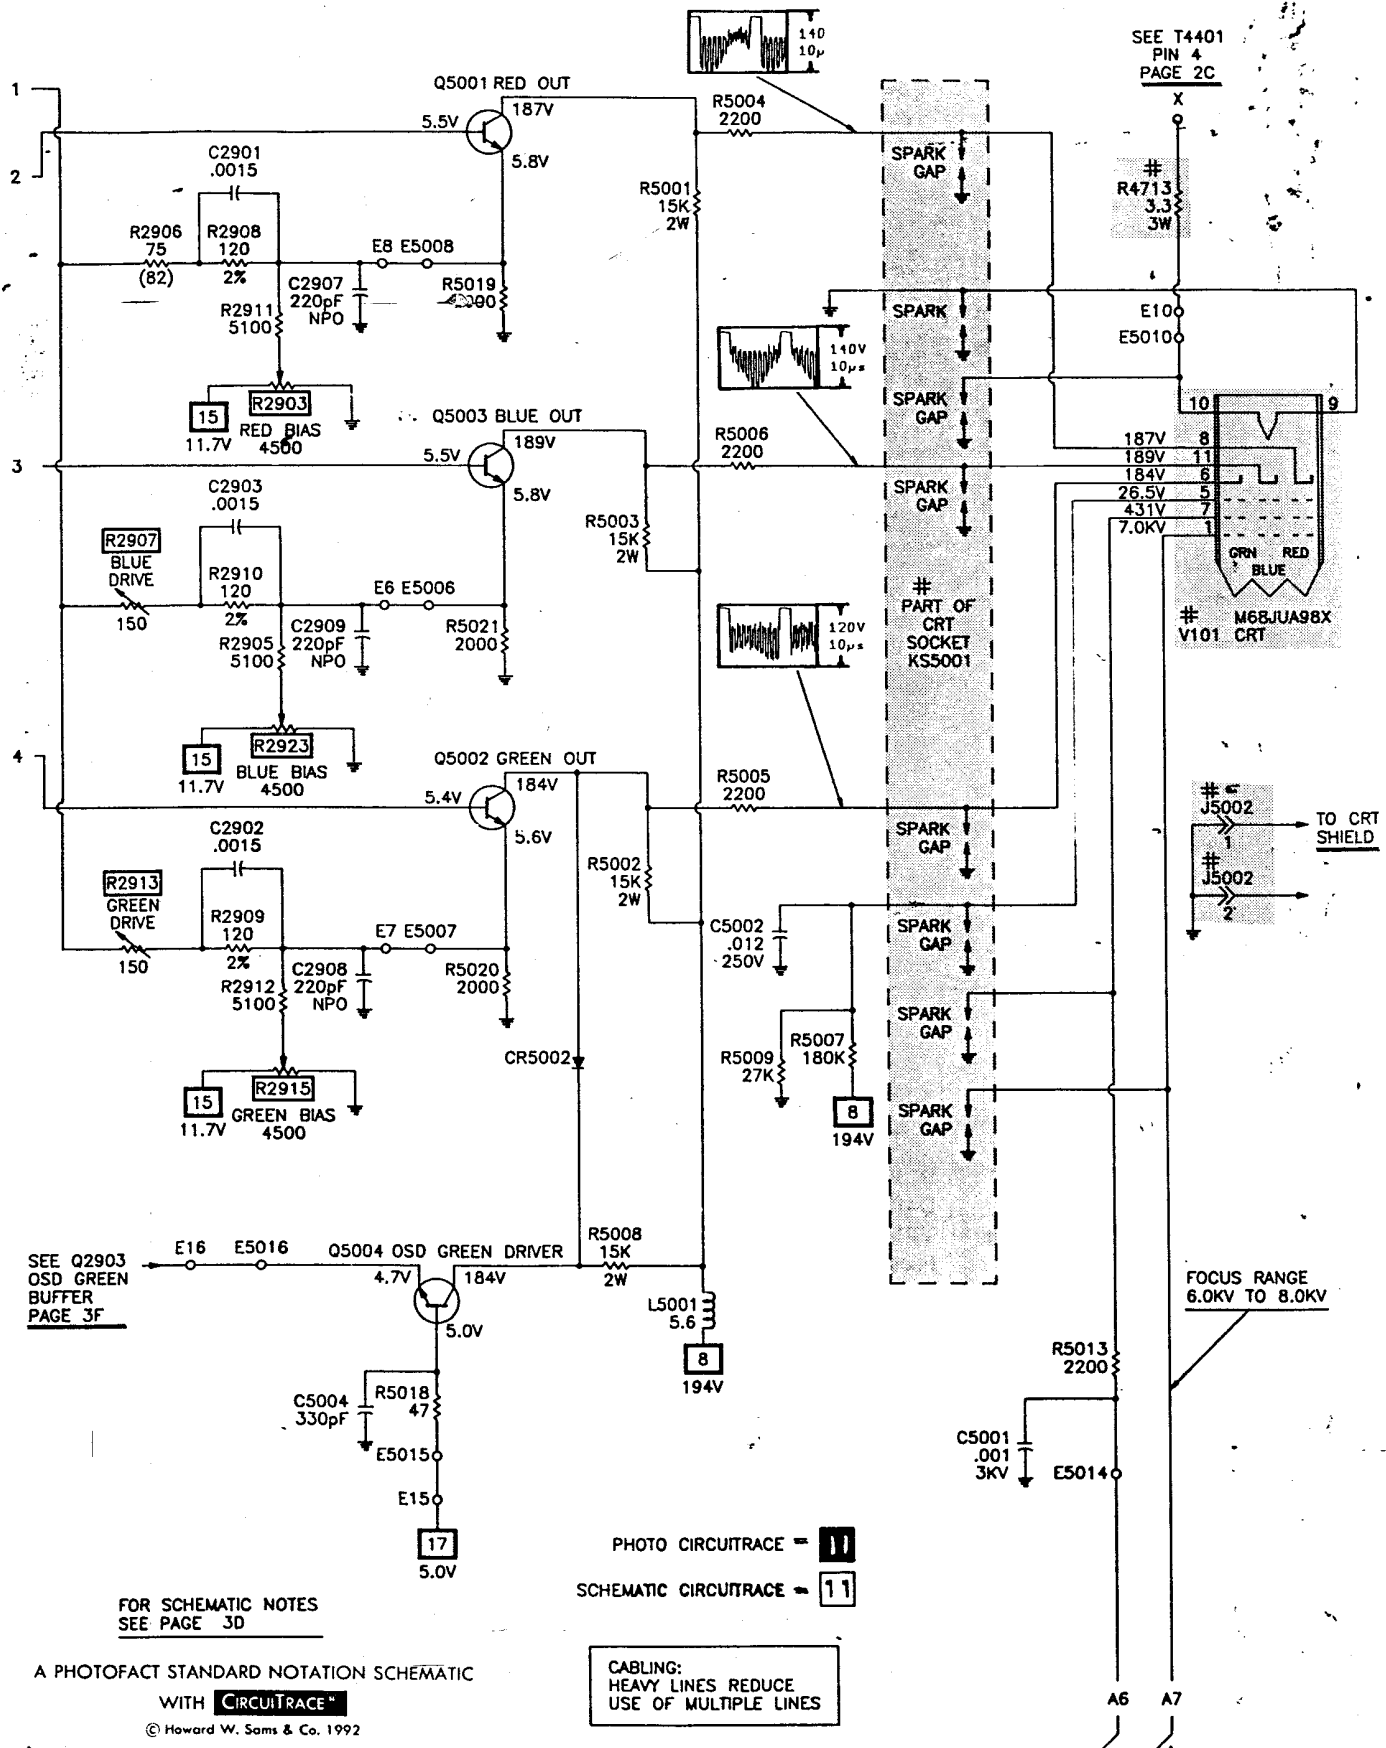 SEE T4401
PIN 4
PAGE 2C
X
140
10µ
1
Q5001 RED OUT
187V
5.5V
5.8V
R5004
2200
SPARK
GAP
2
C2901
.0015
R5001
15K
2W
#
R4713
3.3
3W
R2906
75
(82)
R2908
120
2%
E8 E5008
C2907
220pF
NPO
R5019
R2911
5100
SPARK
E10
E5010
140V
10µs
15
11.7V
R2903
RED BIAS
4500
Q5003 BLUE OUT
189V
5.5V
5.8V
R5006
2200
SPARK
GAP
10
9
187V 8
189V 11
184V 6
26.5V 5
431V 7
7.0KV 1
3
C2903
.0015
SPARK
GAP
R5003
15K
2W
R2907
BLUE
DRIVE
150
R2910
120
2%
E6 E5006
C2909
220pF
NPO
R5021
2000
R2905
5100
GRN RED
BLUE
#
PART OF
CRT
SOCKET
KS5001
120V
10µs
#
V101
M68JUA98X
CRT
15
11.7V
R2923
BLUE BIAS
4500
4
Q5002 GREEN OUT
184V
5.4V
5.6V
R5005
2200
SPARK
GAP
#
J5002
1
TO CRT
SHIELD
#
J5002
2
C2902
.0015
R5002
15K
2W
R2913
GREEN
DRIVE
150
R2909
120
2%
E7 E5007
C2908
220pF
NPO
R5020
2000
R2912
5100
C5002
.012
250V
SPARK
GAP
SPARK
GAP
CR5002
R5009
27K
R5007
180K
8
194V
15
11.7V
R2915
GREEN BIAS
4500
SPARK
GAP
SEE Q2903
OSD GREEN
BUFFER
PAGE 3F
E16
E5016
Q5004 OSD GREEN DRIVER
4.7V
184V
5.0V
R5008
15K
2W
L5001
5.6
8
194V
FOCUS RANGE
6.0KV TO 8.0KV
R5013
2200
C5004
330pF
R5018
47
E5015
E15
17
5.0V
C5001
.001
3KV
E5014
PHOTO CIRCUITRACE = 11
SCHEMATIC CIRCUITRACE = 11
FOR SCHEMATIC NOTES
SEE PAGE 3D
A PHOTOFACT STANDARD NOTATION SCHEMATIC
WITH CIRCUITRACE
© Howard W. Sams & Co. 1992
CABLING:
HEAVY LINES REDUCE
USE OF MULTIPLE LINES
A6
A7